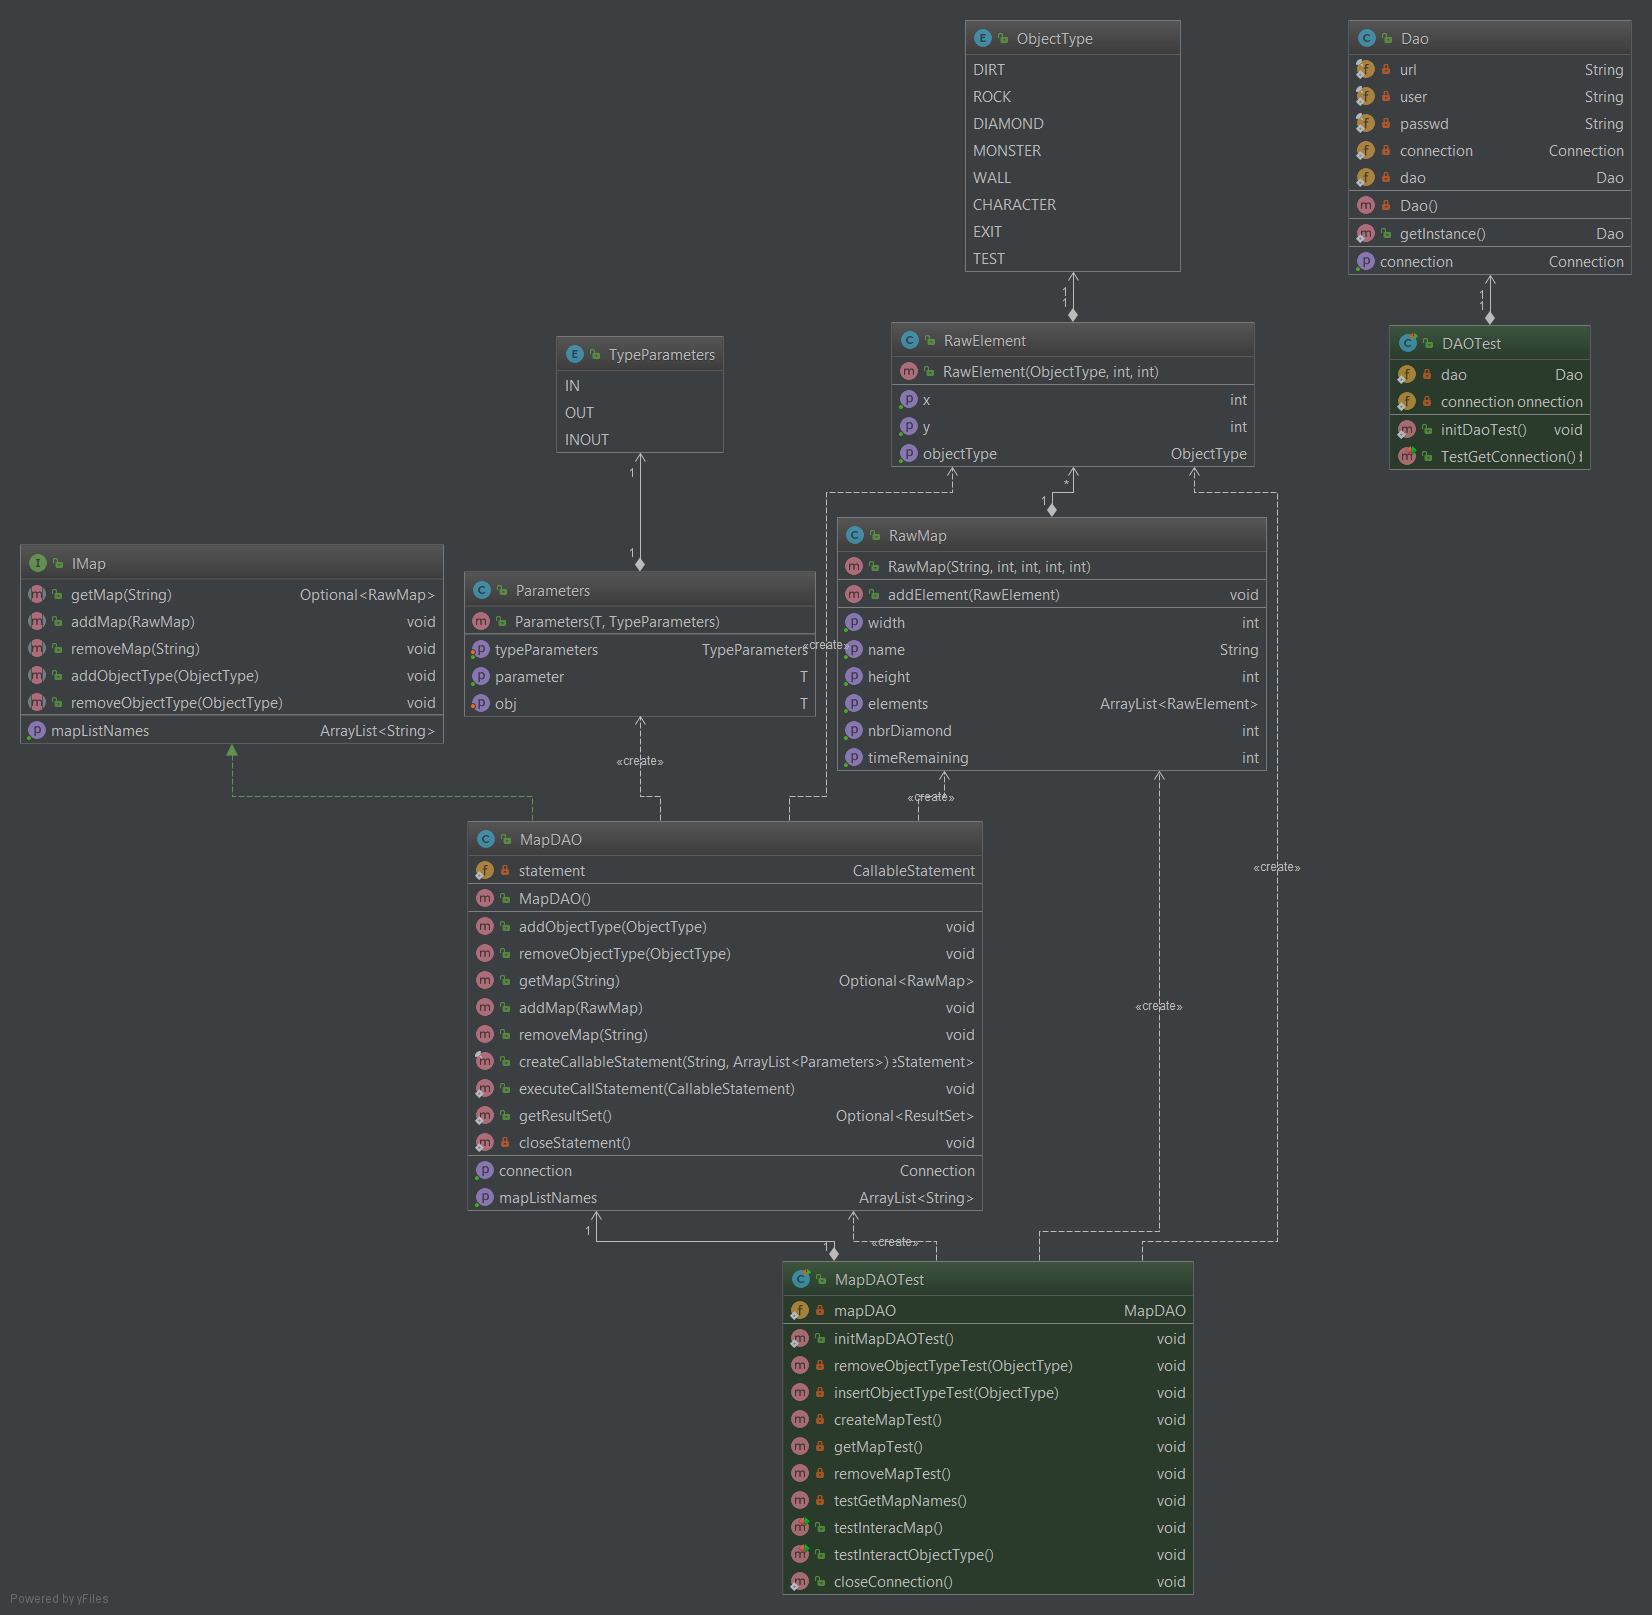 ObjectType
DIRT
ROCK
DIAMOND
MONSTER
WALL
CHARACTER
EXIT
TEST
Dao
url String
user String
passwd String
connection Connection
dao Dao
Dao()
getInstance() Dao
connection Connection
1
1
1
1
DAOTest
dao Dao
connection onnection
initDaoTest() void
TestGetConnection()
RawElement
RawElement(ObjectType, int, int)
x int
y int
objectType ObjectType
TypeParameters
IN
OUT
INOUT
1
1
*
1
RawMap
RawMap(String, int, int, int, int)
addElement(RawElement) void
width int
name String
height int
elements ArrayList<RawElement>
nbrDiamond int
timeRemaining int
IMap
getMap(String) Optional<RawMap>
addMap(RawMap) void
removeMap(String) void
addObjectType(ObjectType) void
removeObjectType(ObjectType) void
mapListNames ArrayList<String>
Parameters
Parameters(T, TypeParameters)
typeParameters TypeParameters
parameter T
obj T
«create»
«create»
«create»
«create»
«create»
MapDAO
statement CallableStatement
MapDAO()
addObjectType(ObjectType) void
removeObjectType(ObjectType) void
getMap(String) Optional<RawMap>
addMap(RawMap) void
removeMap(String) void
createCallableStatement(String, ArrayList<Parameters>) Statement>
executeCallStatement(CallableStatement) void
getResultSet() Optional<ResultSet>
closeStatement() void
connection Connection
mapListNames ArrayList<String>
1
1
«create»
MapDAOTest
mapDAO MapDAO
initMapDAOTest() void
removeObjectTypeTest(ObjectType) void
insertObjectTypeTest(ObjectType) void
createMapTest() void
getMapTest() void
removeMapTest() void
testGetMapNames() void
testInteracMap() void
testInteractObjectType() void
closeConnection() void
Powered by yFiles